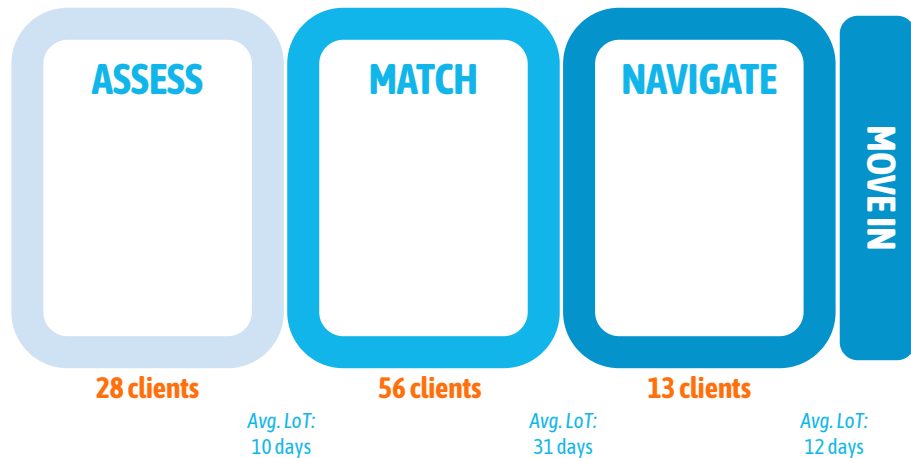 ASSESS
MATCH
NAVIGATE
MOVE IN
28 clients
56 clients
13 clients
Avg. LoT:
10 days
Avg. LoT:
31 days
Avg. LoT:
12 days